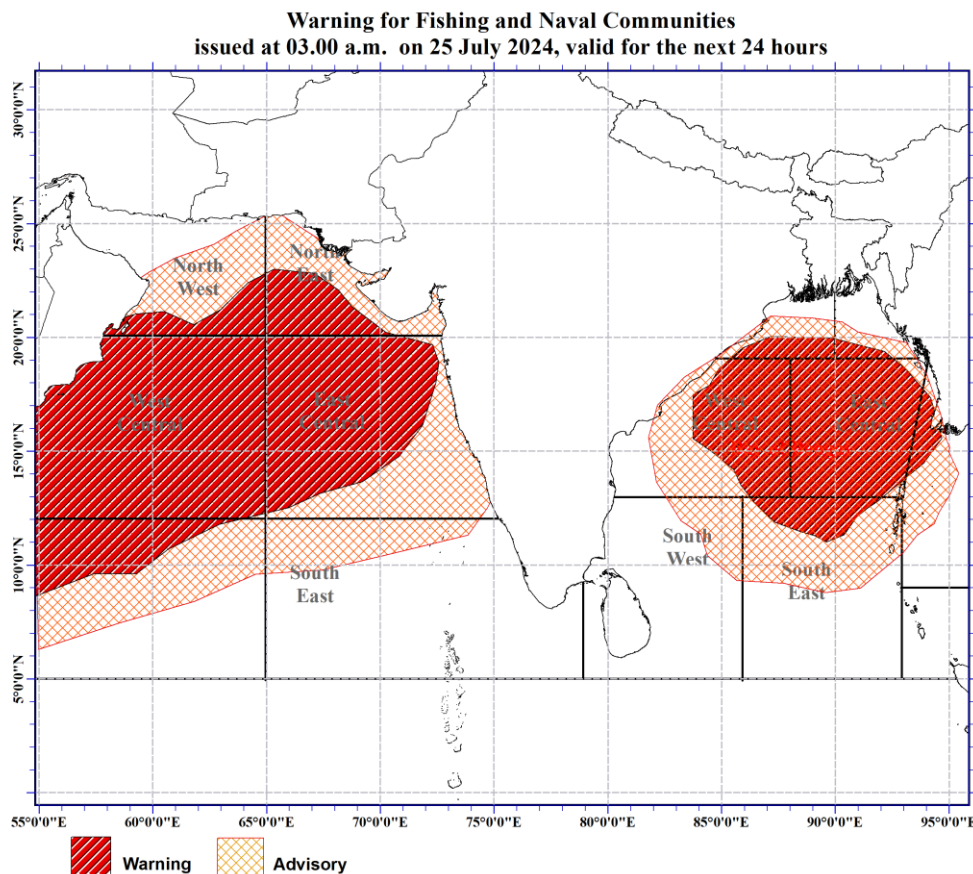 Warning for Fishing and Naval Communities
issued at 03.00 a.m.  on 25 July 2024, valid for the next 24 hours
30°0'0"N
25°0'0"N
20°0'0"N
15°0'0"N
10°0'0"N
5°0'0"N
North
West
North
East
West
Central
East
Central
South
East
West
Central
East
Central
South
West
South
East
55°0'0"E
60°0'0"E
65°0'0"E
70°0'0"E
75°0'0"E
80°0'0"E
85°0'0"E
90°0'0"E
95°0'0"E
Warning
Advisory